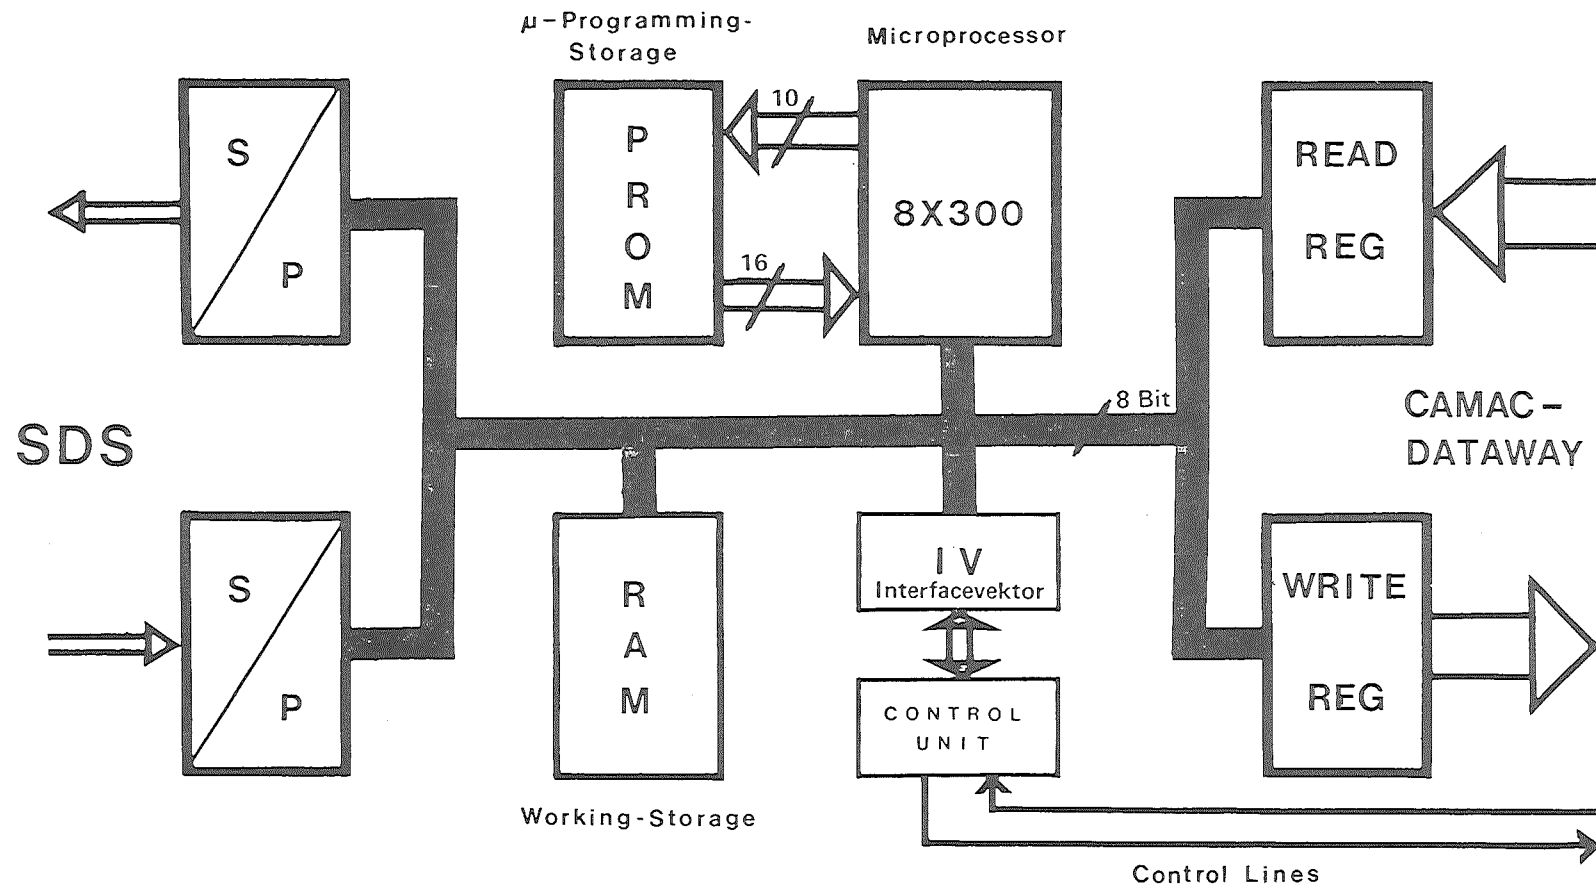 µ-Programming-
Storage
Microprocessor
S
P
P
R
O
M
10
16
8X300
READ
REG
8 Bit
SDS
CAMAC-
DATAWAY
S
P
R
A
M
I V
Interfacevektor
CONTROL
UNIT
WRITE
REG
Working-Storage
Control Lines